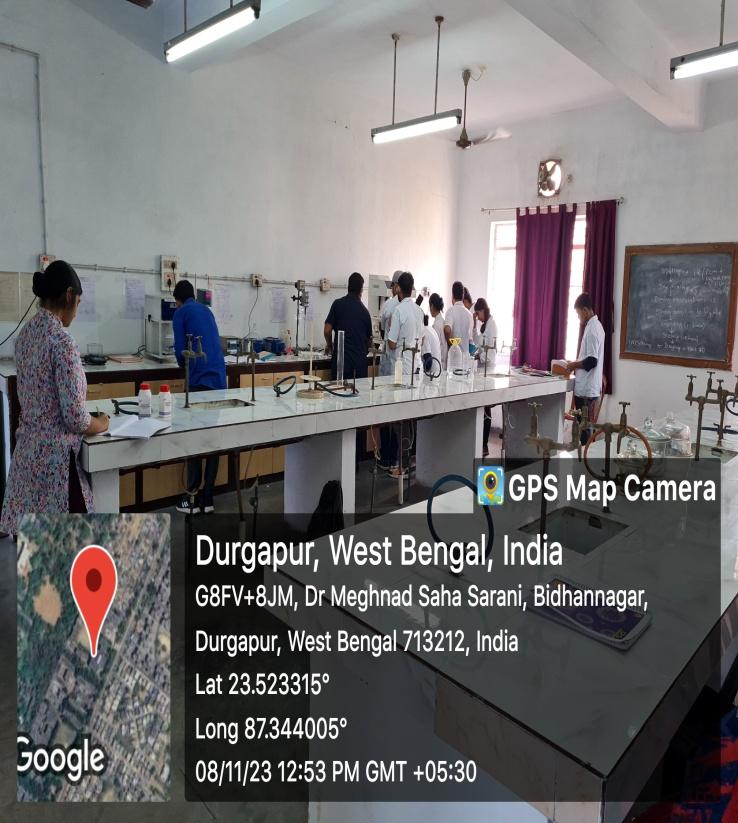 GPS Map Camera
Durgapur, West Bengal, India
G8FV+8JM, Dr Meghnad Saha Sarani, Bidhannagar,
Durgapur, West Bengal 713212, India
Lat 23.523315°
Long 87.344005°
08/11/23 12:53 PM GMT +05:30
Google